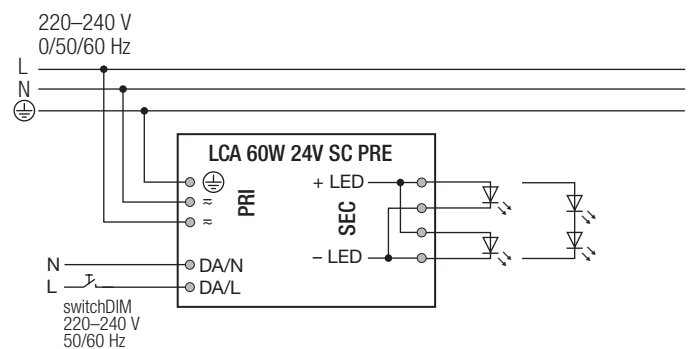 220–240 V
0/50/60 Hz
L
N
LCA 60W 24V SC PRE
+ LED
≂
PRI
≂
SEC
– LED
N
DA/N
L
DA/L
switchDIM
220–240 V
50/60 Hz